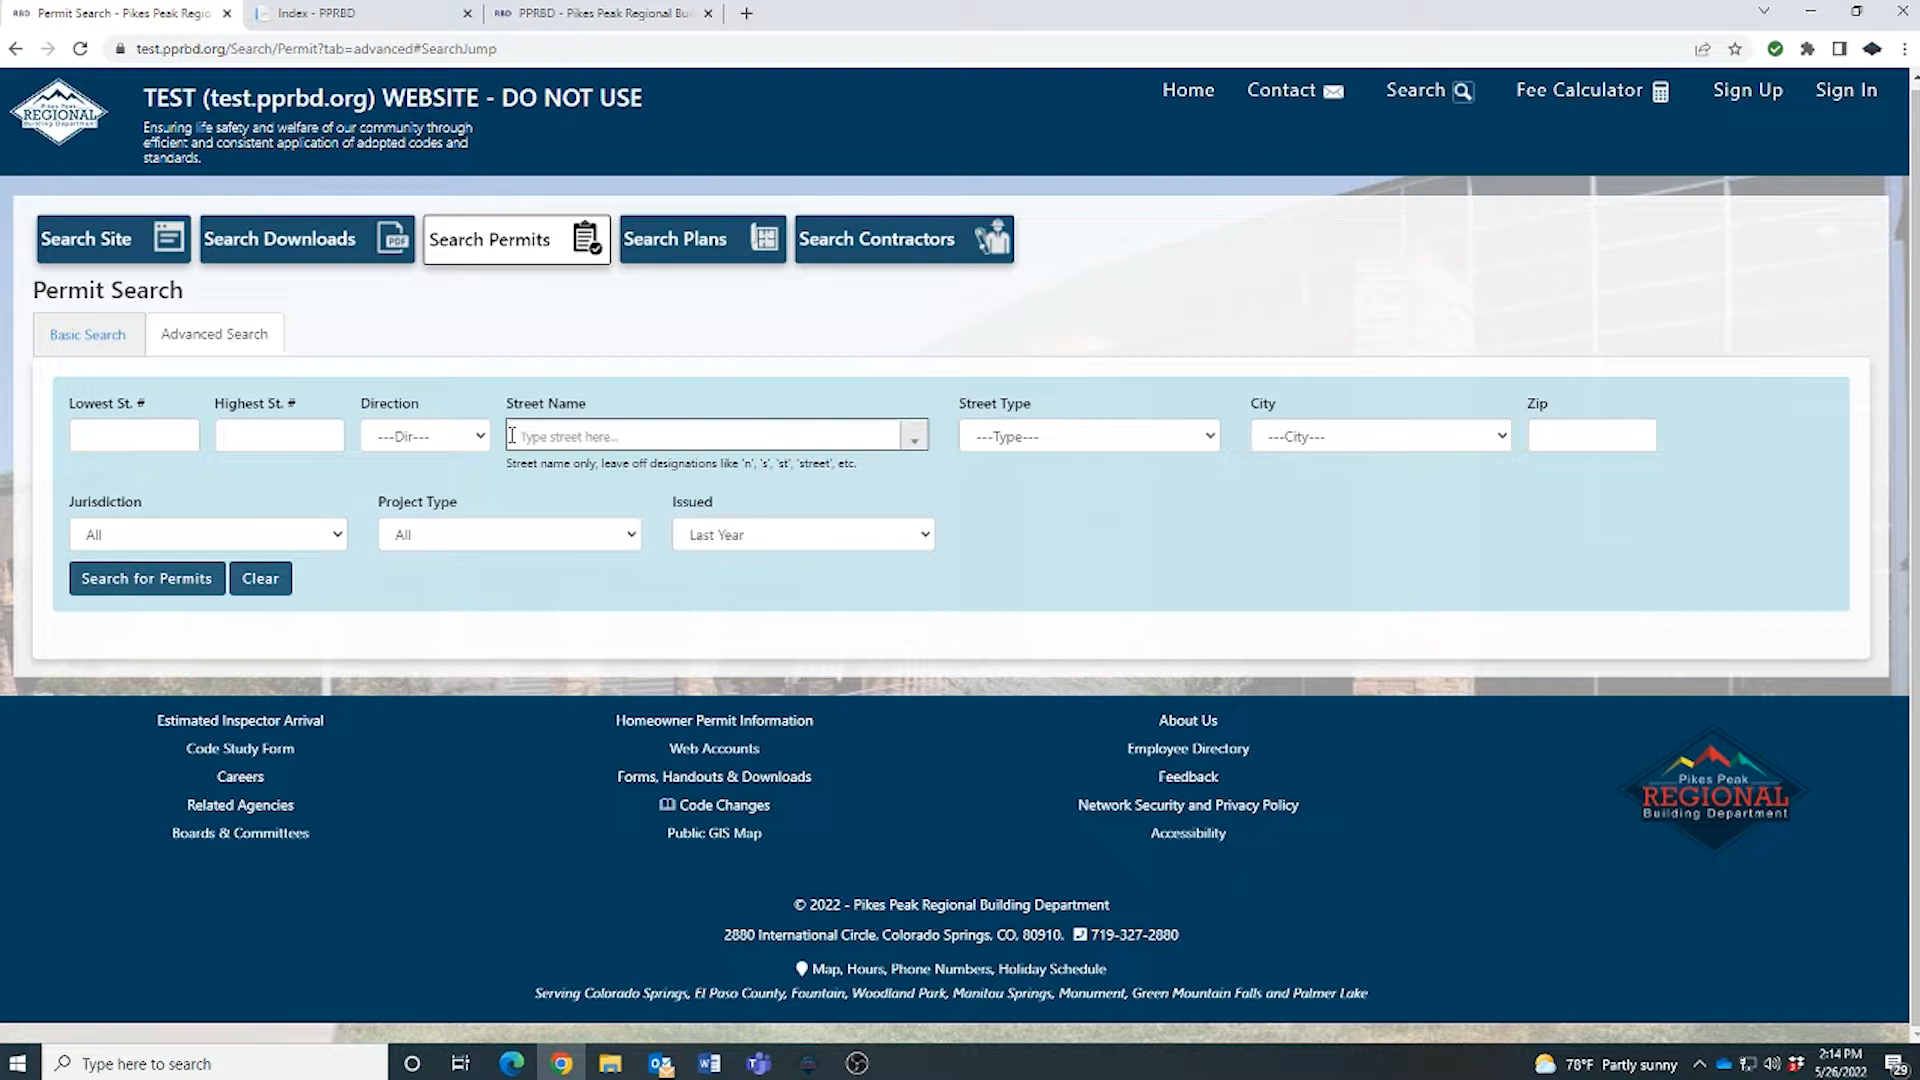 RBD Permit Search - Pikes Peak Regio
Index - PPRBD
RBD PPRBD - Pikes Peak Regional Bui
test.pprbd.org/Search/Permit?tab=advanced#SearchJump
Pikes Peak
REGIONAL
Building Department
TEST (test.pprbd.org) WEBSITE - DO NOT USE
Ensuring life safety and welfare of our community through
efficient and consistent application of adopted codes and
standards.
Home
Contact
Search
Fee Calculator
Sign Up
Sign In
Search Site
Search Downloads
PDF
Search Permits
Search Plans
Search Contractors
Permit Search
Basic Search
Advanced Search
Lowest St. #
Highest St. #
Direction
Street Name
Street Type
City
Zip
---Dir---
Type street here...
---Type---
---City---
Street name only, leave off designations like 'n', 's', 'st', 'street', etc.
Jurisdiction
Project Type
Issued
All
All
Last Year
Search for Permits
Clear
Estimated Inspector Arrival
Code Study Form
Careers
Related Agencies
Boards & Committees
Homeowner Permit Information
Web Accounts
Forms, Handouts & Downloads
Code Changes
Public GIS Map
About Us
Employee Directory
Feedback
Network Security and Privacy Policy
Accessibility
Pikes Peak
REGIONAL
Building Department
© 2022 - Pikes Peak Regional Building Department
2880 International Circle, Colorado Springs, CO, 80910. 719-327-2880
Map, Hours, Phone Numbers, Holiday Schedule
Serving Colorado Springs, El Paso County, Fountain, Woodland Park, Manitou Springs, Monument, Green Mountain Falls and Palmer Lake
Type here to search
78°F Partly sunny
2:14 PM
5/26/2022
29